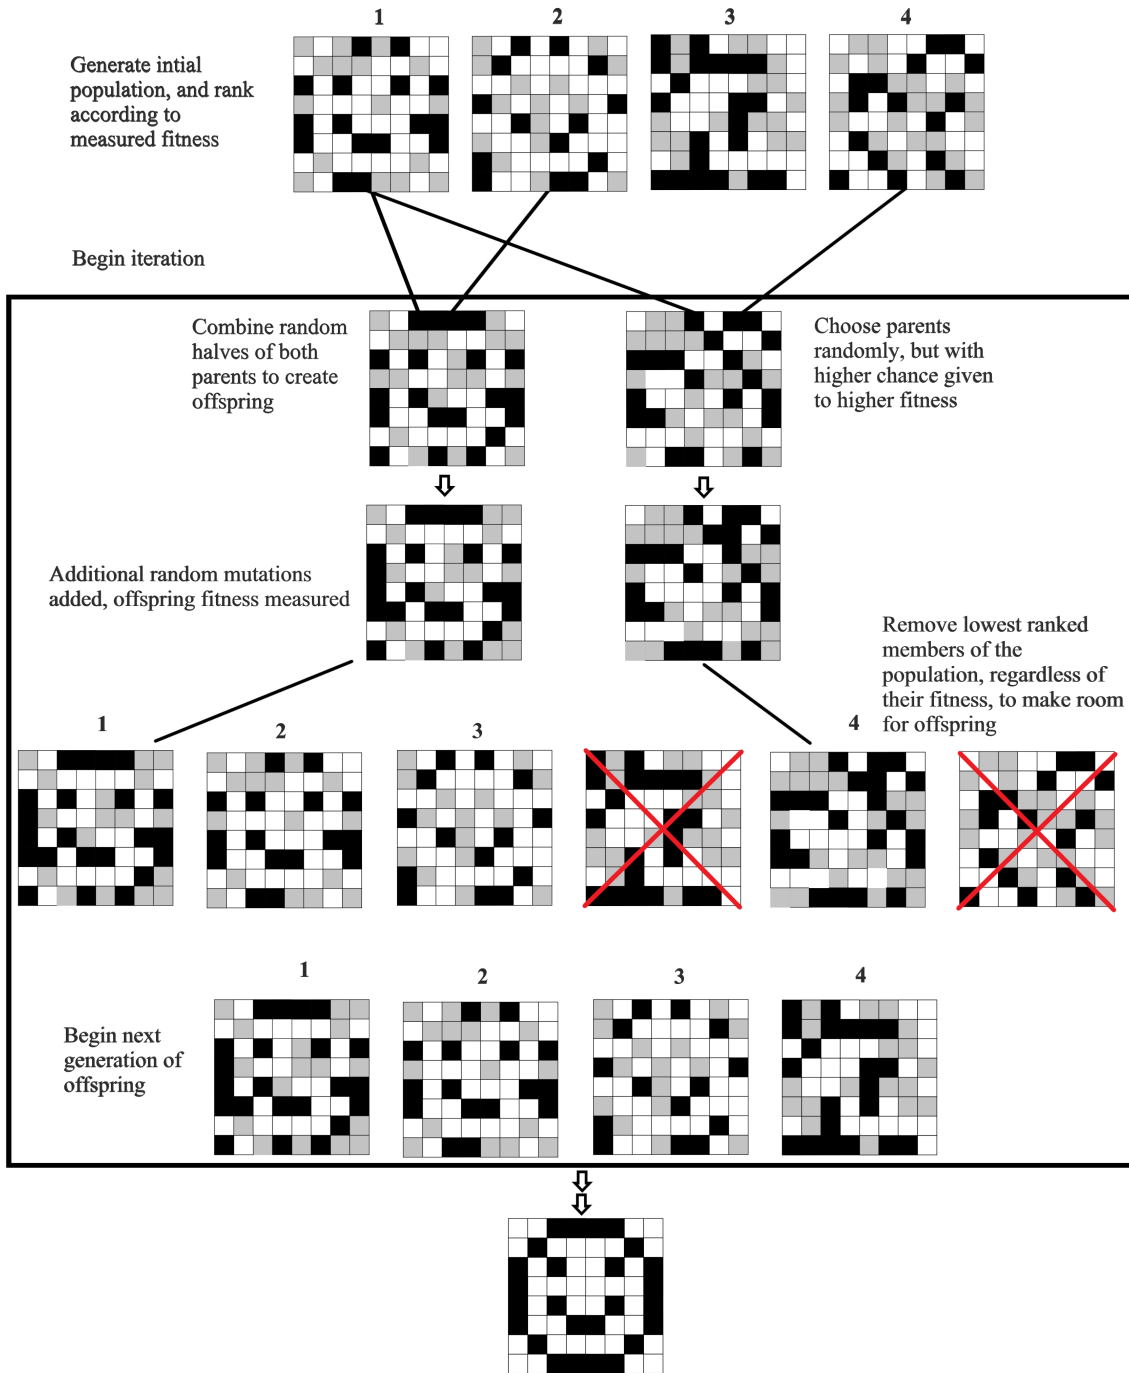 1 2 3 4
Generate intial
population, and rank
according to
measured fitness
Begin iteration
Combine random
halves of both
parents to create
offspring
Choose parents
randomly, but with
higher chance given
to higher fitness
Additional random mutations
added, offspring fitness measured
Remove lowest ranked
members of the
population, regardless of
their fitness, to make room
for offspring
1 2 3 4
1 2 3 4
Begin next
generation of
offspring